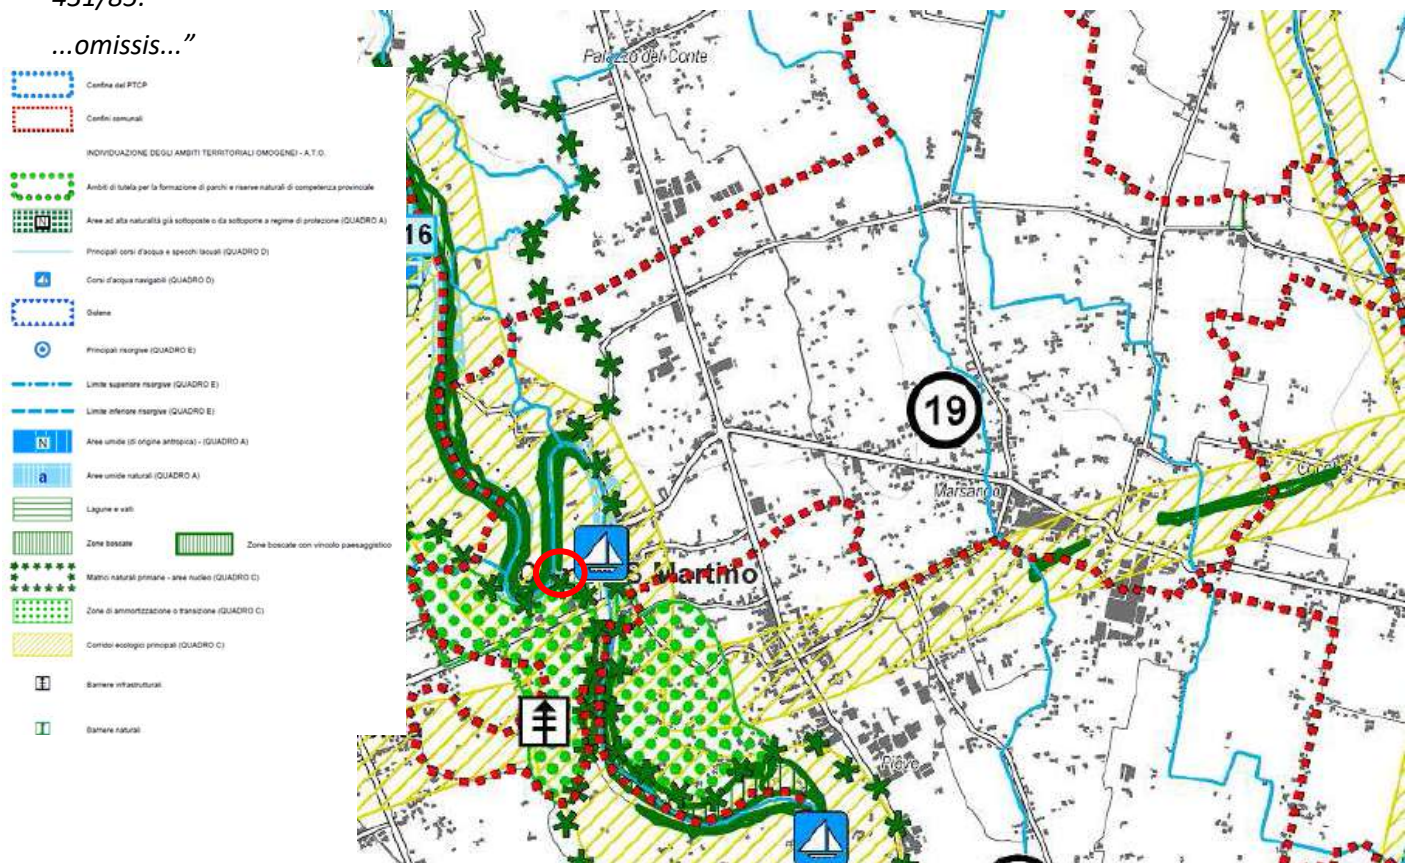 431/85.
...omissis...”
Confine del PTCP
Confini comunali
INDIVIDUAZIONE DEGLI AMBITI TERRITORIALI OMOGENEI - A.T.O.
Ambiti di tutela per la formazione di parchi e riserve naturali di competenza provinciale
N Aree ad alta naturalità già sottoposte o da sottoporre a regime di protezione (QUADRO A)
Principali corsi d'acqua e specchi lacuali (QUADRO D)
Corsi d'acqua navigabili (QUADRO D)
Golene
Principali risorgive (QUADRO E)
Limite superiore risorgive (QUADRO E)
Limite inferiore risorgive (QUADRO E)
N Aree umide (di origine antropica) - (QUADRO A)
a Aree umide naturali (QUADRO A)
Lagune e valli
Zone boscate
Zone boscate con vincolo paesaggistico
Matrici naturali primarie - aree nucleo (QUADRO C)
Zone di ammortizzazione o transizione (QUADRO C)
Corridoi ecologici principali (QUADRO C)
Barriere infrastrutturali
Barriere naturali
Palazzo del Conte
16
19
Marsango
S. Martino
Pieve